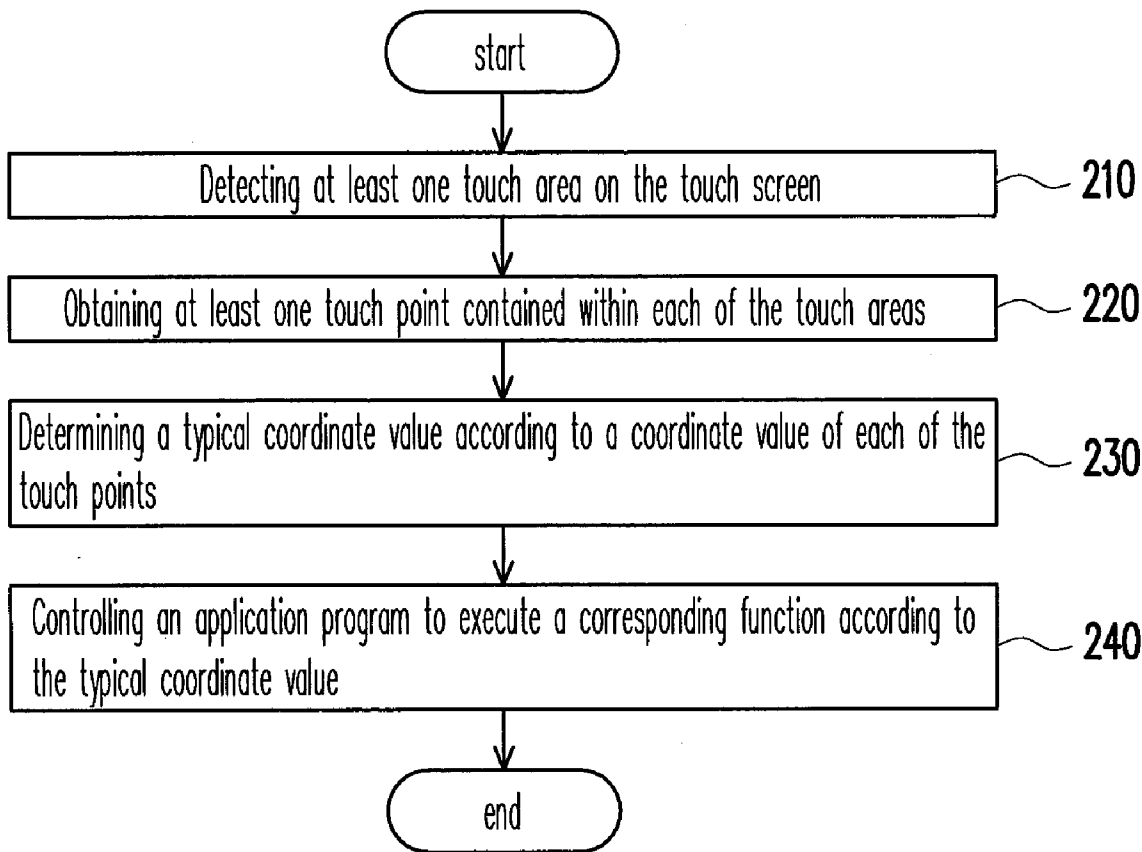 start
Detecting at least one touch area on the touch screen
210
Obtaining at least one touch point contained within each of the touch areas
220
Determining a typical coordinate value according to a coordinate value of each of the
touch points
230
Controlling an application program to execute a corresponding function according to
the typical coordinate value
240
end